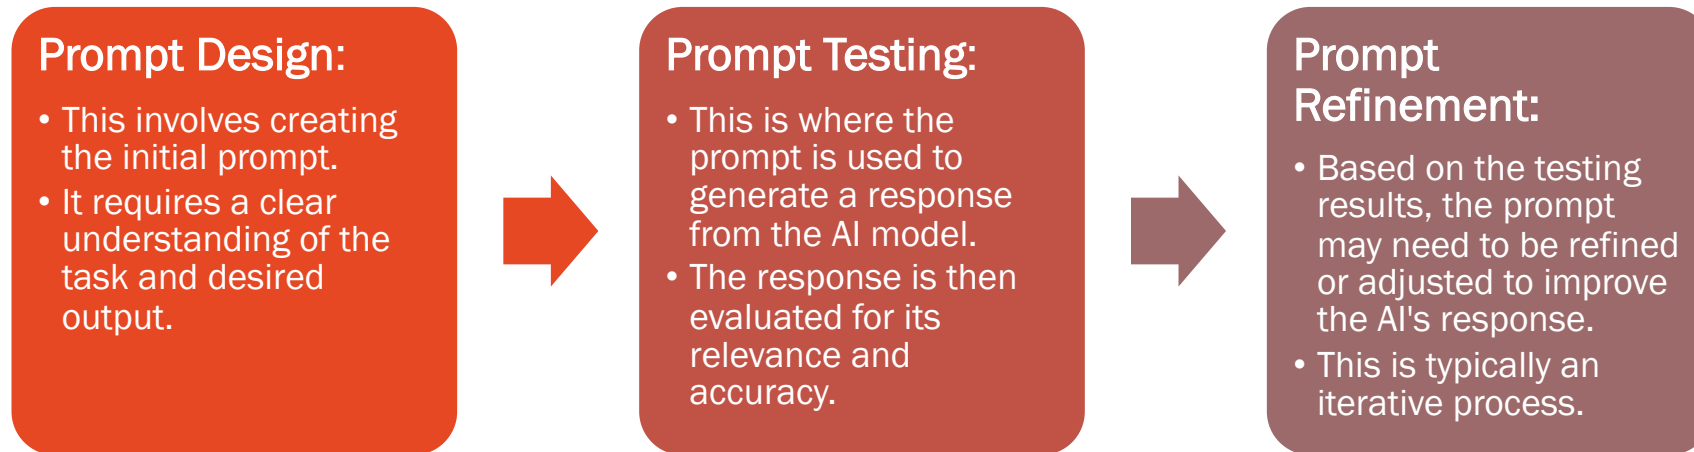 Prompt Design:
• This involves creating
the initial prompt.
• It requires a clear
understanding of the
task and desired
output.
Prompt Testing:
• This is where the
prompt is used to
generate a response
from the AI model.
• The response is then
evaluated for its
relevance and
accuracy.
Prompt
Refinement:
• Based on the testing
results, the prompt
may need to be refined
or adjusted to improve
the AI's response.
• This is typically an
iterative process.